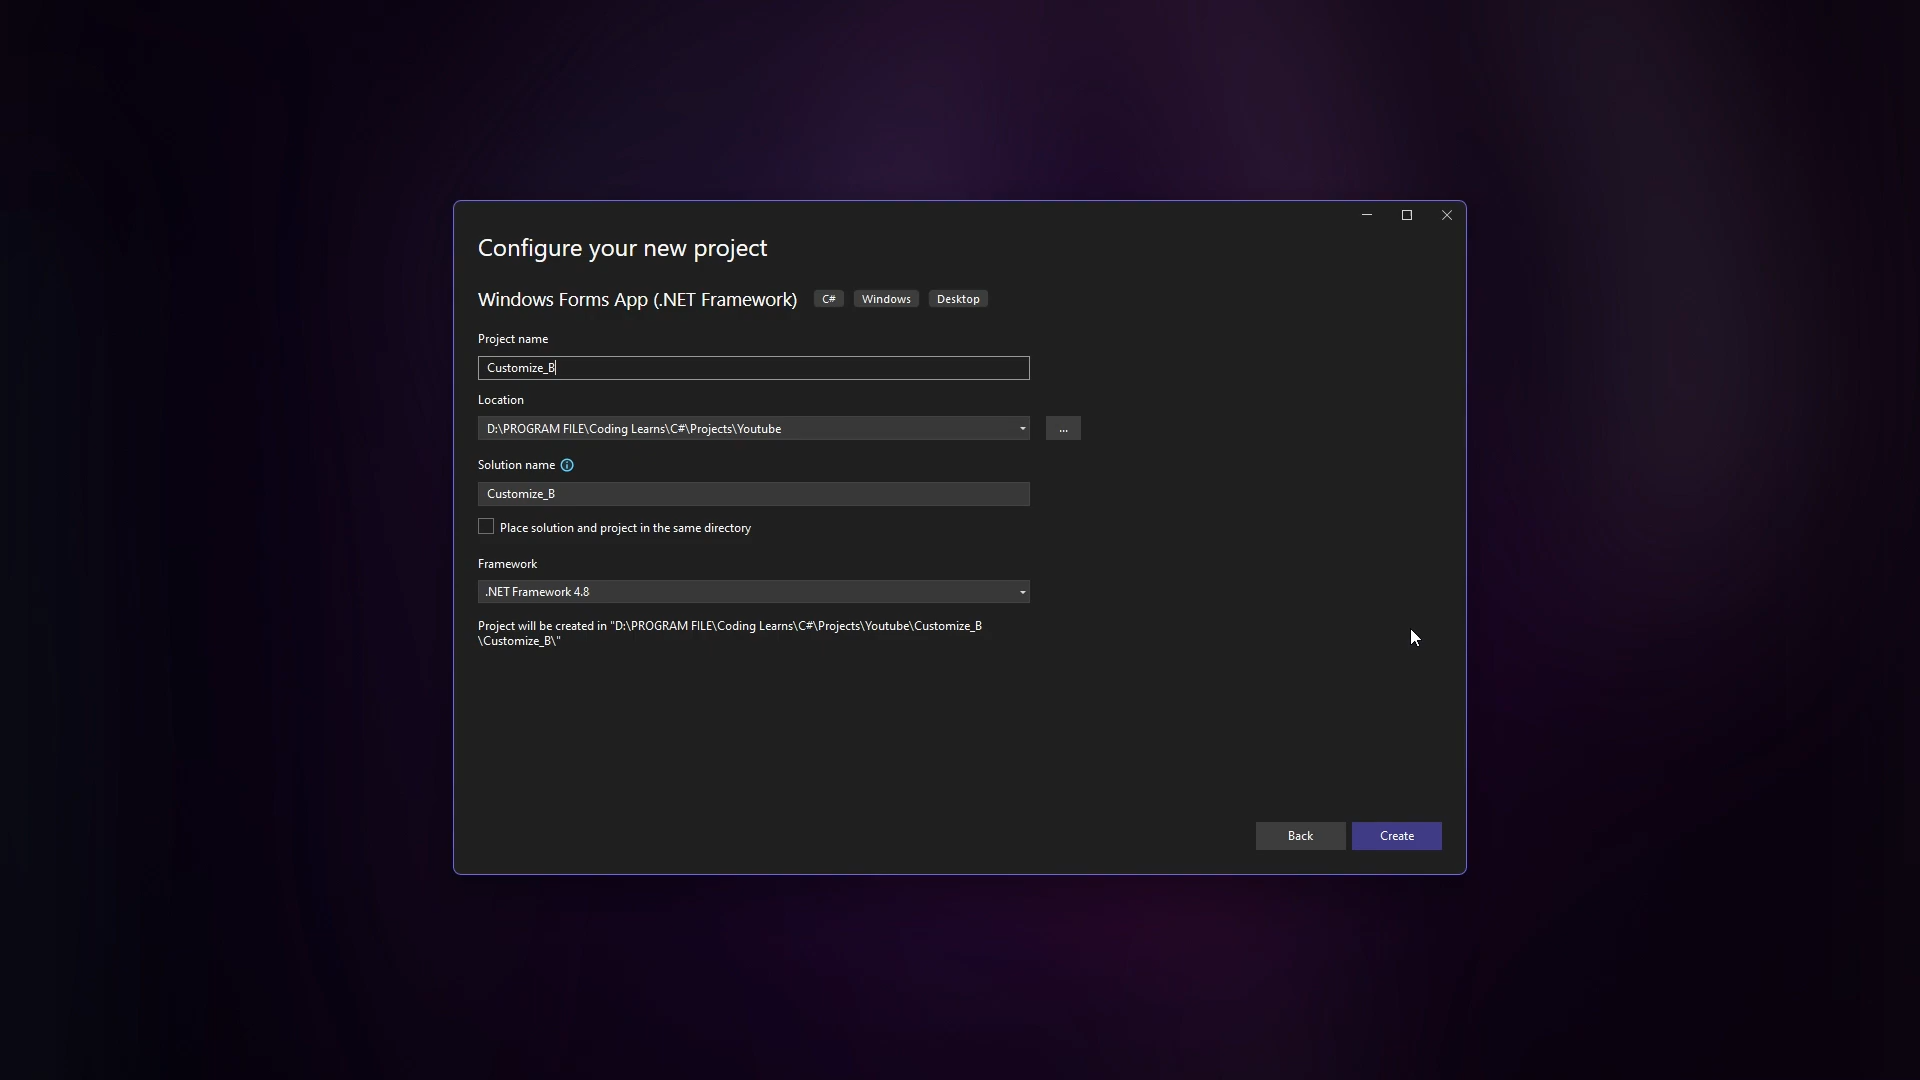 Configure your new project
Windows Forms App (.NET Framework) C# Windows Desktop
Project name
Customize_B
Location
D:\PROGRAM FILE\Coding Learns\C#\Projects\Youtube
...
Solution name
Customize_B
Place solution and project in the same directory
Framework
.NET Framework 4.8
Project will be created in "D:\PROGRAM FILE\Coding Learns\C#\Projects\Youtube\Customize_B
\Customize_B\"
Back Create